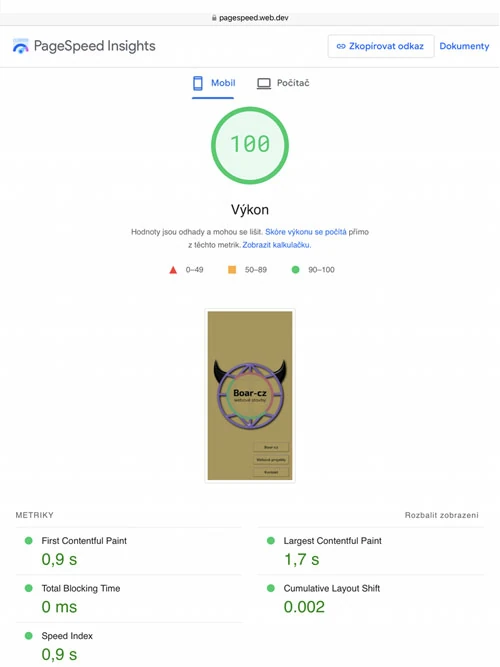 pagespeed.web.dev
PageSpeed Insights
Zkopírovat odkaz
Dokumenty
Mobil
Počítač
100
Výkon
Hodnoty jsou odhady a mohou se lišit. Skóre výkonu se počítá přímo
z těchto metrik. Zobrazit kalkulačku.
0–49
50–89
90–100
Boar-cz
webové stránky
Boar-cz
Kontakt
METRIKY
Rozbalit zobrazení
First Contentful Paint
0,9 s
Largest Contentful Paint
1,7 s
Total Blocking Time
0 ms
Cumulative Layout Shift
0.002
Speed Index
0,9 s